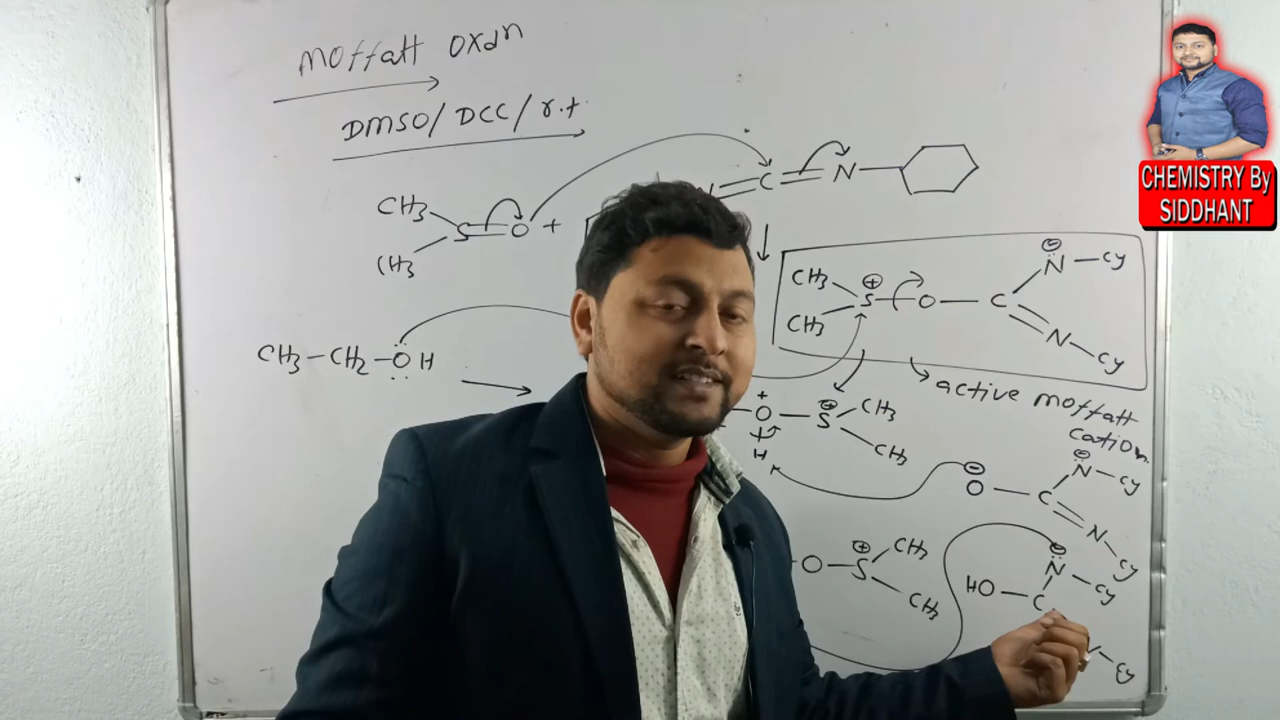 Moffatt oxdn
DMSO/ DCC/ r.t.
C N
CH3
S O +
CH3
CH3 ⊕ S O C
CH3
⊖ N Cy
N Cy
CH3-CH2-OH
active moffatt
cation
+ O ⊕ S CH3
CH3
H
⊖ O C
⊖ N Cy
N Cy
O ⊕ S CH3
CH3
HO C
⊖ N Cy
Cy
CHEMISTRY By
SIDDHANT